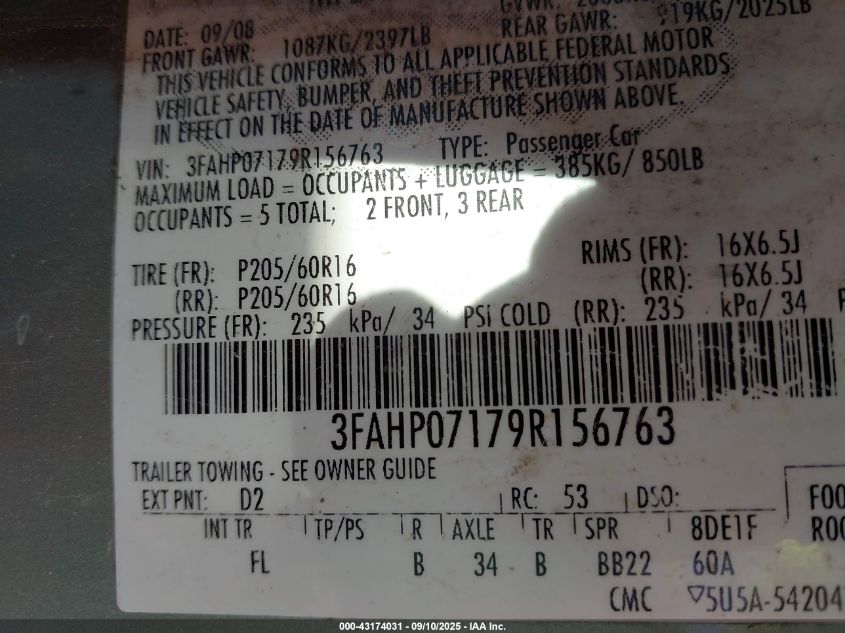 DATE: 09/08
REAR GAWR: 919KG/2025LB
FRONT GAWR: 1087KG/2397LB
THIS VEHICLE CONFORMS TO ALL APPLICABLE FEDERAL MOTOR
VEHICLE SAFETY, BUMPER, AND THEFT PREVENTION STANDARDS
IN EFFECT ON THE DATE OF MANUFACTURE SHOWN ABOVE.
VIN: 3FAHP07179R156763 TYPE: Passenger Car
MAXIMUM LOAD = OCCUPANTS + LUGGAGE = 385KG/ 850LB
OCCUPANTS = 5 TOTAL; 2 FRONT, 3 REAR
TIRE (FR): P205/60R16 RIMS (FR): 16X6.5J
(RR): P205/60R16 (RR): 16X6.5J
PRESSURE (FR): 235 kPa/ 34 PSi COLD (RR): 235 kPa/ 34
3FAHP07179R156763
TRAILER TOWING - SEE OWNER GUIDE
EXT PNT: D2 RC: 53 DSO: FOO
INT TR TP/PS R AXLE TR SPR 8DE1F ROO
FL B 34 B BB22 60A
CMC ▽5U5A-54204
000-43174031 - 09/10/2025 - IAA Inc.